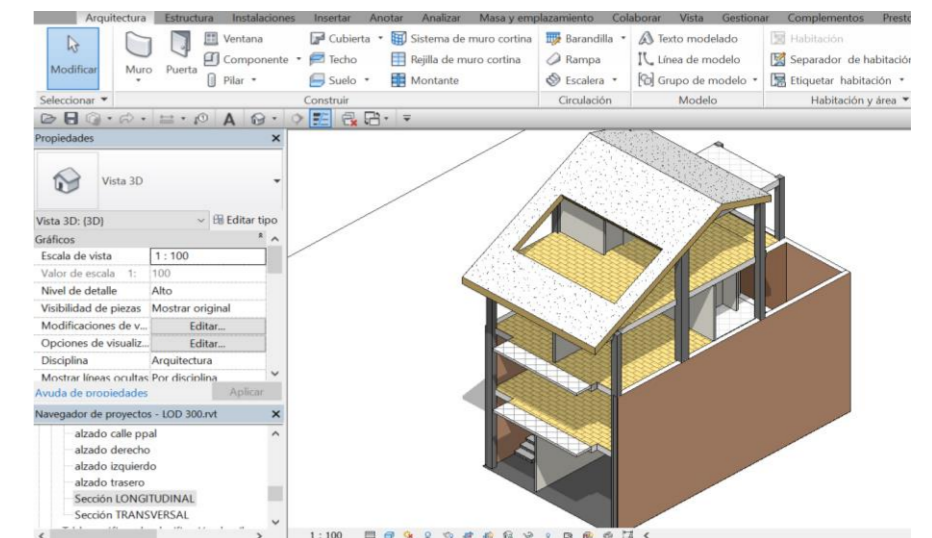 Arquitectura Estructura Instalaciones Insertar Anotar Analizar Masa y emplazamiento Colaborar Vista Gestionar Complementos Presto
Ventana Cubierta Sistema de muro cortina Barandilla Texto modelado Habitación
Modificar Muro Puerta Componente Techo Rejilla de muro cortina Rampa Línea de modelo Separador de habitación
Pilar Suelo Montante Escalera Grupo de modelo Etiquetar habitación
Seleccionar Construir Circulación Modelo Habitación y área
A
Propiedades
Vista 3D
Vista 3D: {3D} Editar tipo
Gráficos
Escala de vista 1 : 100
Valor de escala 1: 100
Nivel de detalle Alto
Visibilidad de piezas Mostrar original
Modificaciones de v... Editar...
Opciones de visualiz... Editar...
Disciplina Arquitectura
Mostrar líneas ocultas Por disciplina
Ayuda de propiedades Aplicar
Navegador de proyectos - LOD 300.rvt
alzado calle ppal
alzado derecho
alzado izquierdo
alzado trasero
Sección LONGITUDINAL
Sección TRANSVERSAL
1 : 100